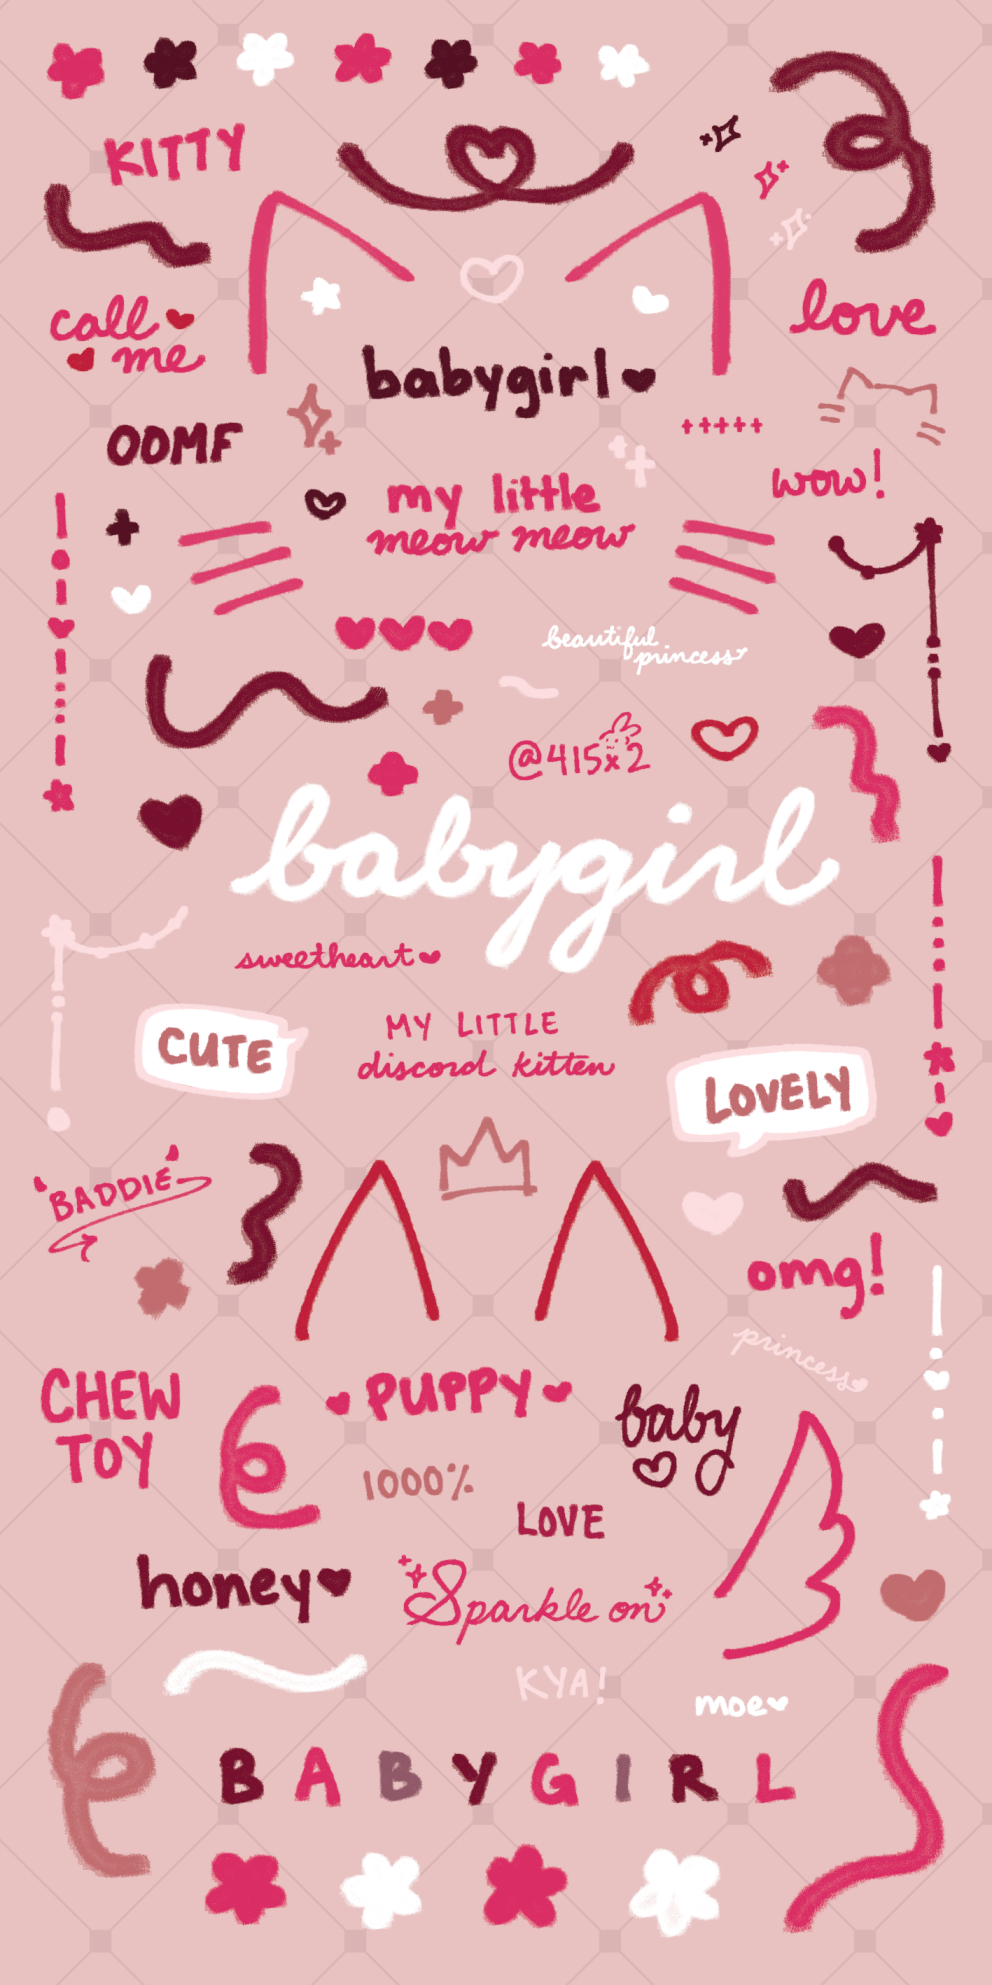 KITTY
call
me
love
babygirl
OOMF
wow!
my little
meow meow
beautiful
princess
@415x2
babygirl
sweetheart
CUTE
MY LITTLE
discord kitten
LOVELY
"BADDIE"
omg!
princess
CHEW
TOY
PUPPY
baby
1000%
LOVE
honey
Sparkle on
KYA!
moe
BABYGIRL